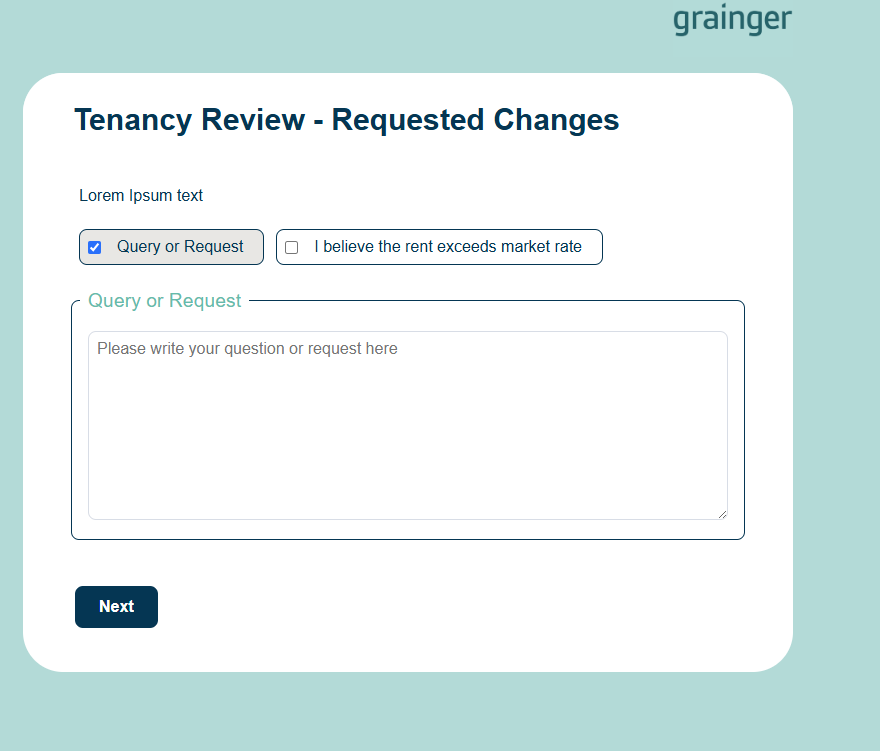 grainger
Tenancy Review - Requested Changes
Lorem Ipsum text
Query or Request
I believe the rent exceeds market rate
Query or Request
Please write your question or request here
Next